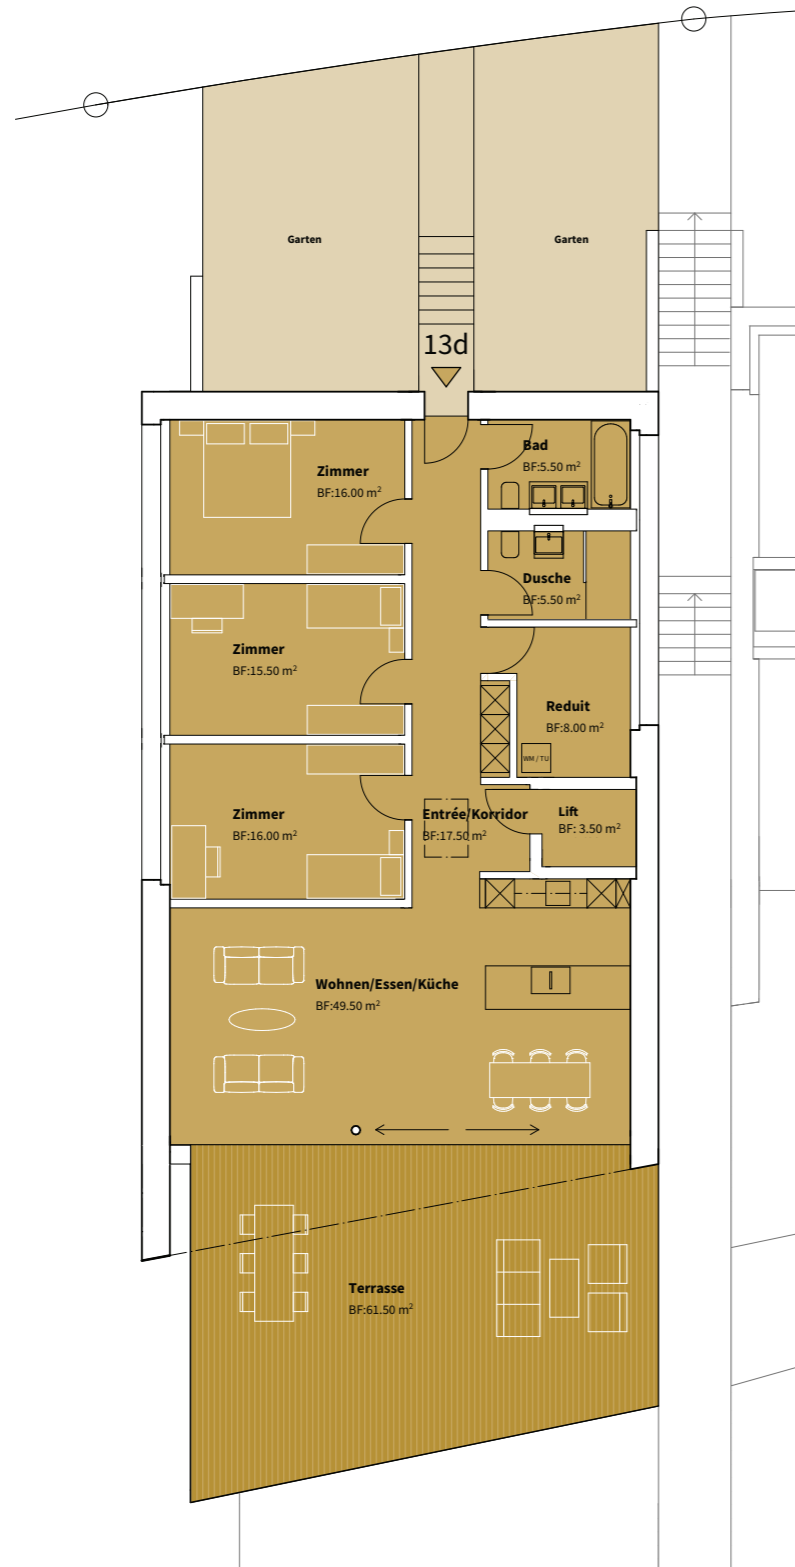 Garten
Garten
13d
Bad
BF:5.50 m²
Zimmer
BF:16.00 m²
Dusche
BF:5.50 m²
Zimmer
BF:15.50 m²
Reduit
BF:8.00 m²
WM / TU
Zimmer
BF:16.00 m²
Entrée/Korridor
BF:17.50 m²
Lift
BF: 3.50 m²
Wohnen/Essen/Küche
BF:49.50 m²
Terrasse
BF:61.50 m²